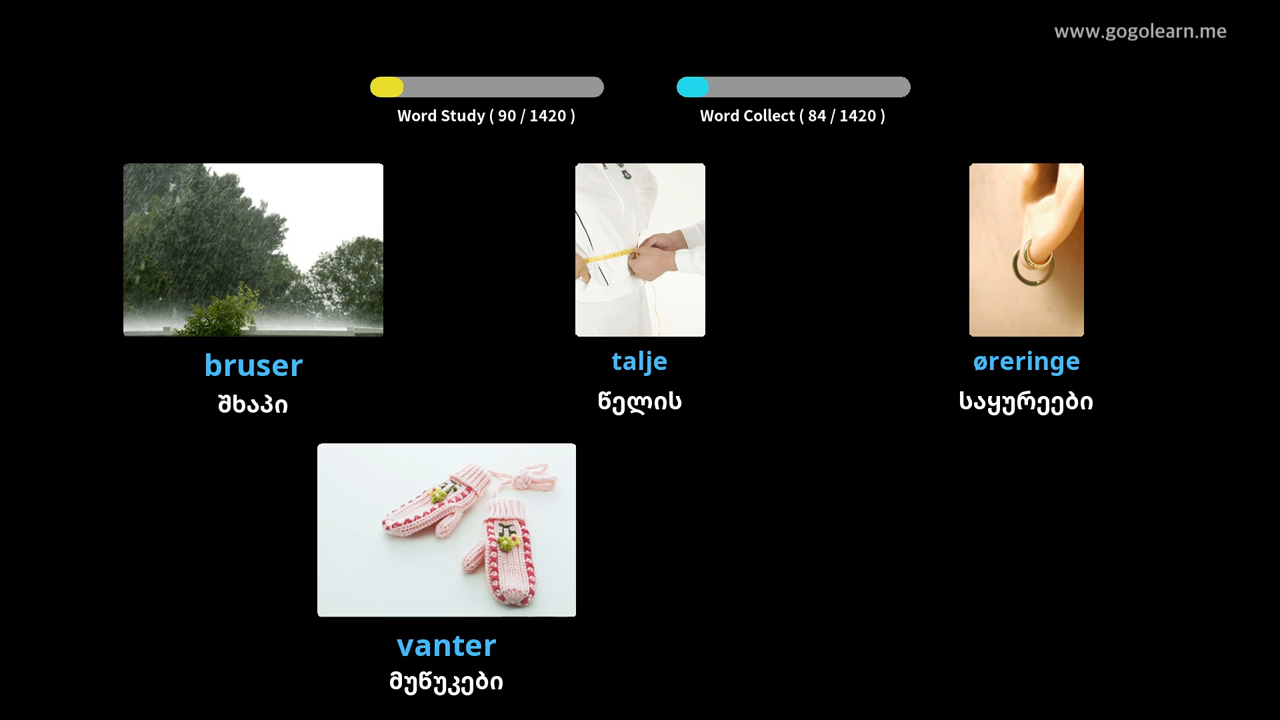 www.gogolearn.me
Word Study ( 90 / 1420 )
Word Collect ( 84 / 1420 )
bruser
შხაპი
talje
წელის
øreringe
საყურეები
vanter
მუწუკები